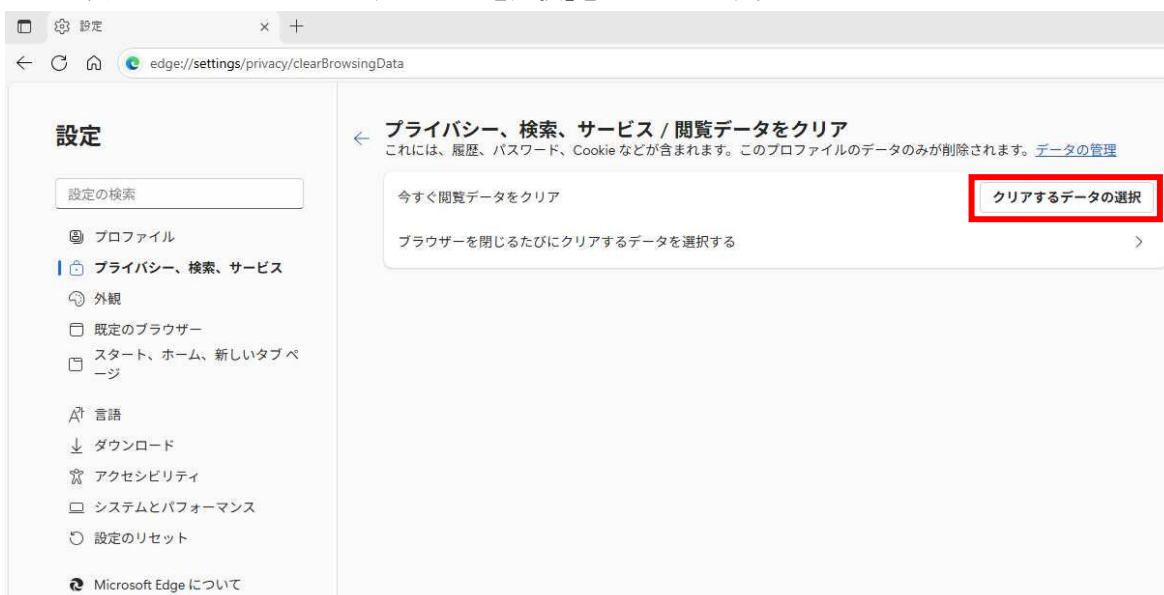 設定
edge://settings/privacy/clearBrowsingData
設定
設定の検索
プロファイル
プライバシー、検索、サービス
外観
既定のブラウザー
スタート、ホーム、新しいタブ ペ
ージ
言語
ダウンロード
アクセシビリティ
システムとパフォーマンス
設定のリセット
Microsoft Edge について
プライバシー、検索、サービス / 閲覧データをクリア
これには、履歴、パスワード、Cookie などが含まれます。このプロファイルのデータのみが削除されます。データの管理
今すぐ閲覧データをクリア
クリアするデータの選択
ブラウザーを閉じるたびにクリアするデータを選択する